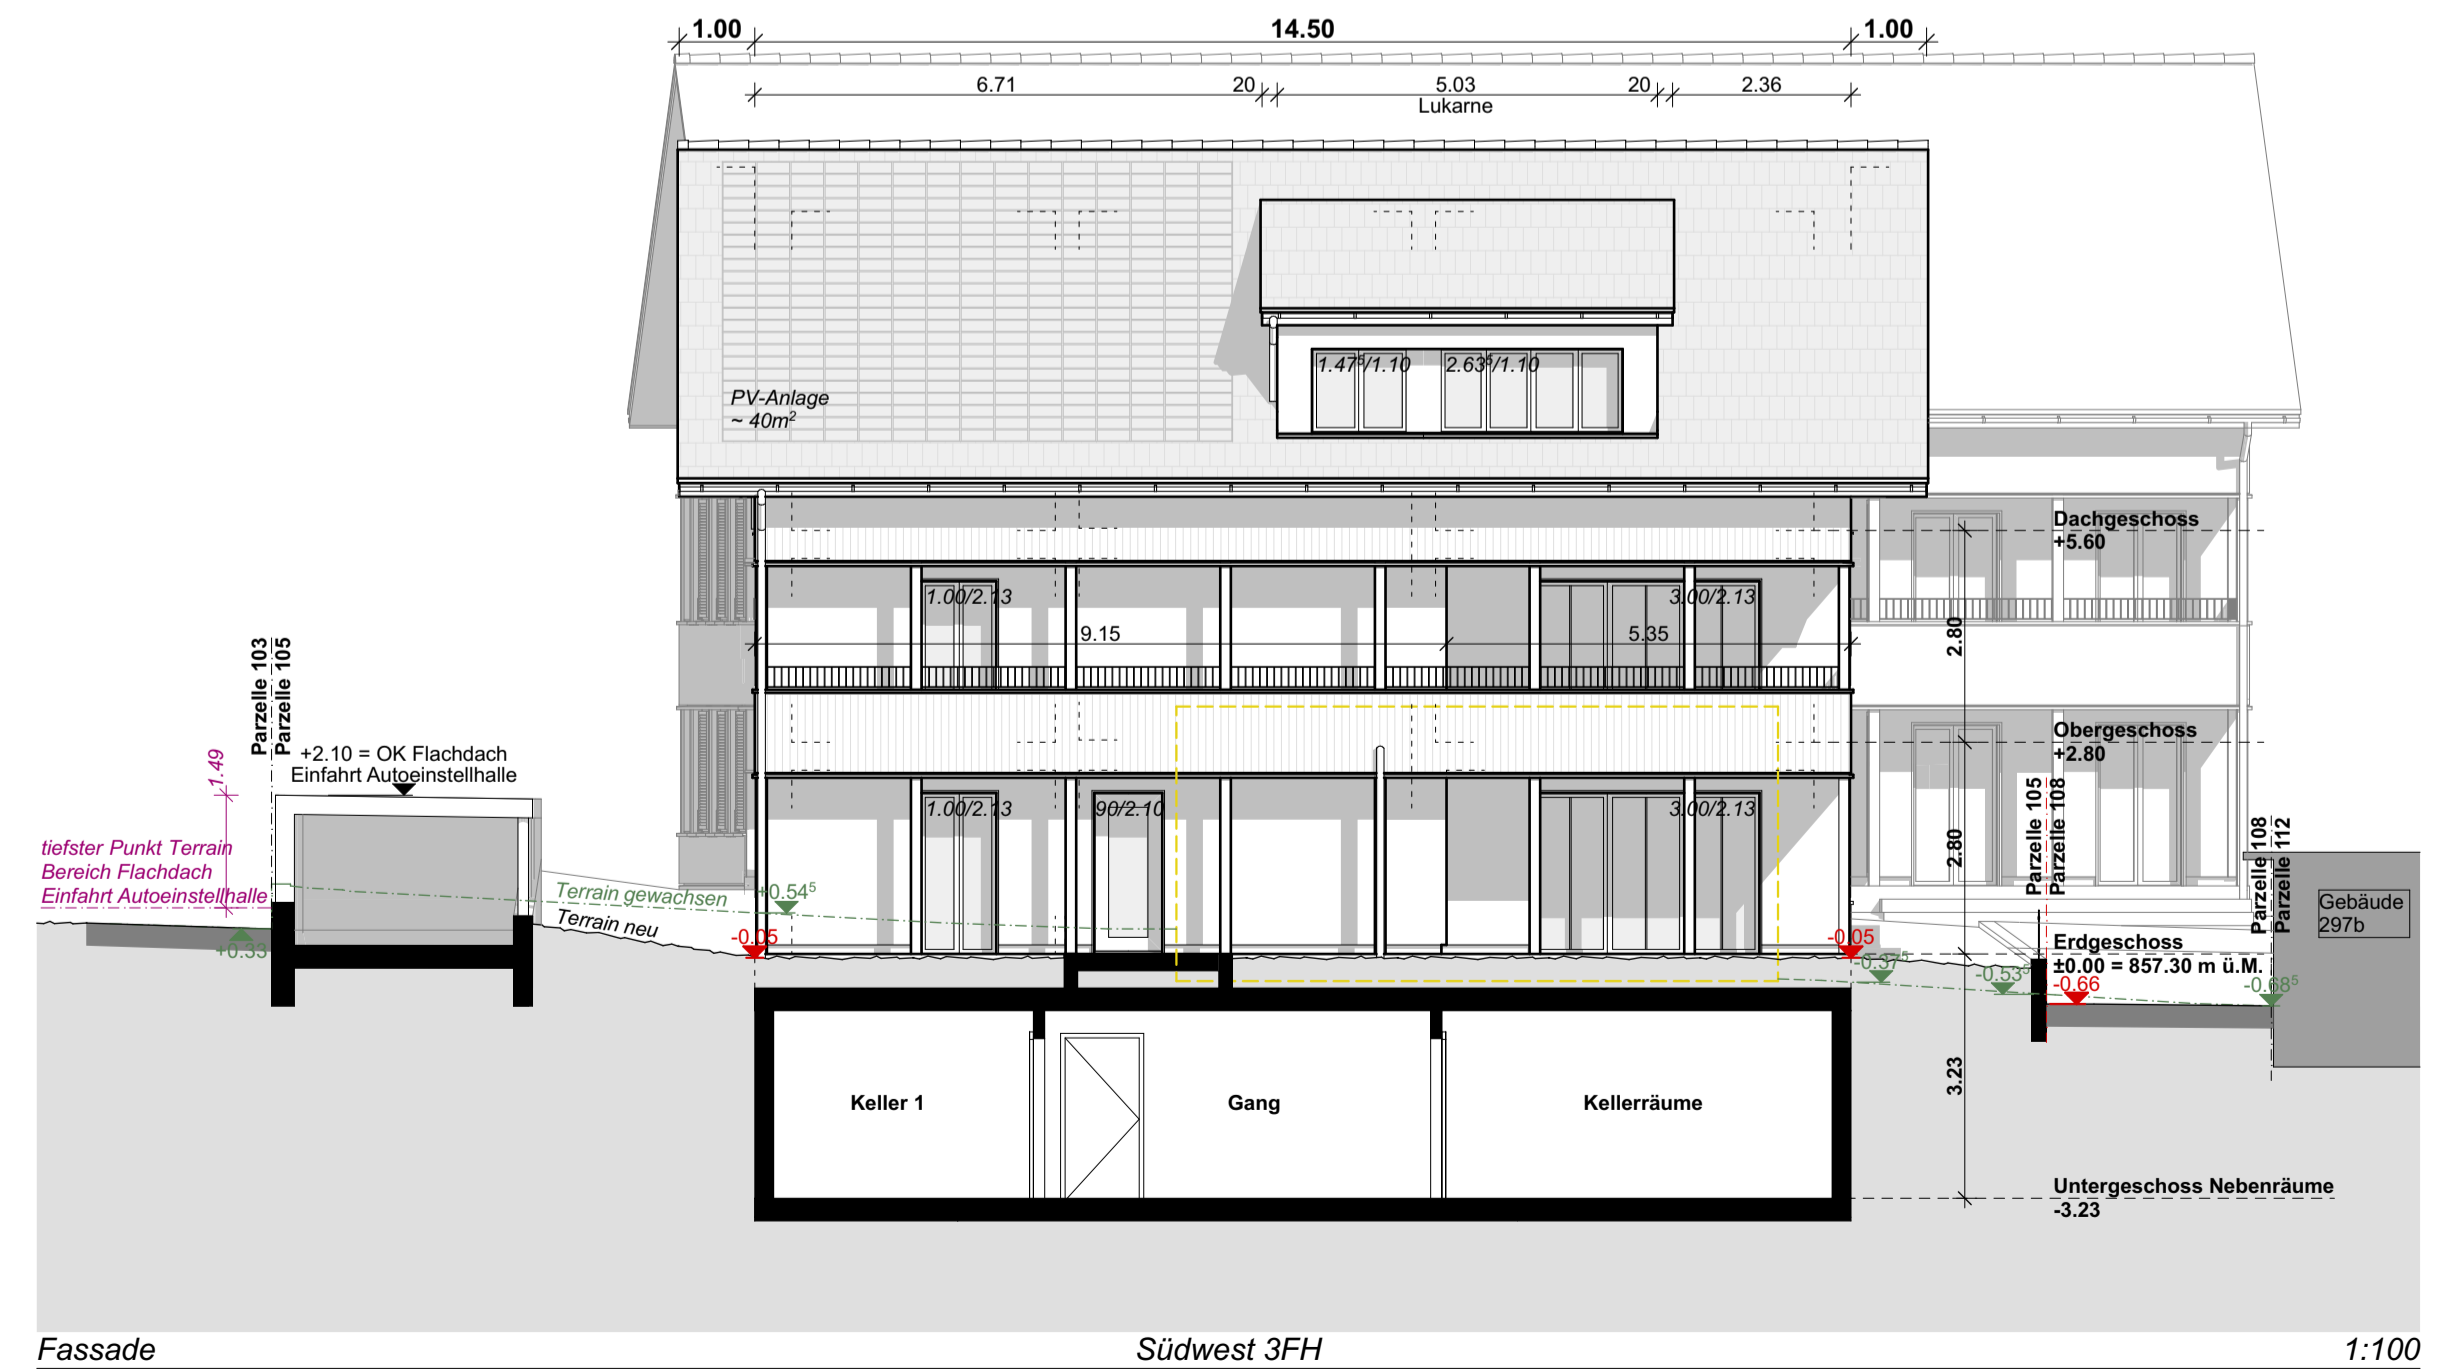 1.00 14.50 1.00
6.71 20 5.03 20 2.36
Lukarne
1.47⁵/1.10 2.63⁵/1.10
PV-Anlage
~ 40m²
Dachgeschoss
+5.60
1.00/2.13 3.00/2.13
9.15 5.35
2.80
Parzelle 103
Parzelle 105
Obergeschoss
+2.80
+2.10 = OK Flachdach
Einfahrt Autoeinstellhalle
1.49
1.00/2.13 90/2.10 3.00/2.13
2.80
Parzelle 105
Parzelle 108
Parzelle 108
Parzelle 112
tiefster Punkt Terrain
Bereich Flachdach
Einfahrt Autoeinstellhalle
Terrain gewachsen
+0.54⁵
Terrain neu
Gebäude
297b
+0.33
-0.05
-0.05
-0.37⁵
Erdgeschoss
±0.00 = 857.30 m ü.M.
-0.53⁵
-0.66
-0.68⁵
3.23
Keller 1 Gang Kellerräume
Untergeschoss Nebenräume
-3.23
Fassade Südwest 3FH 1:100